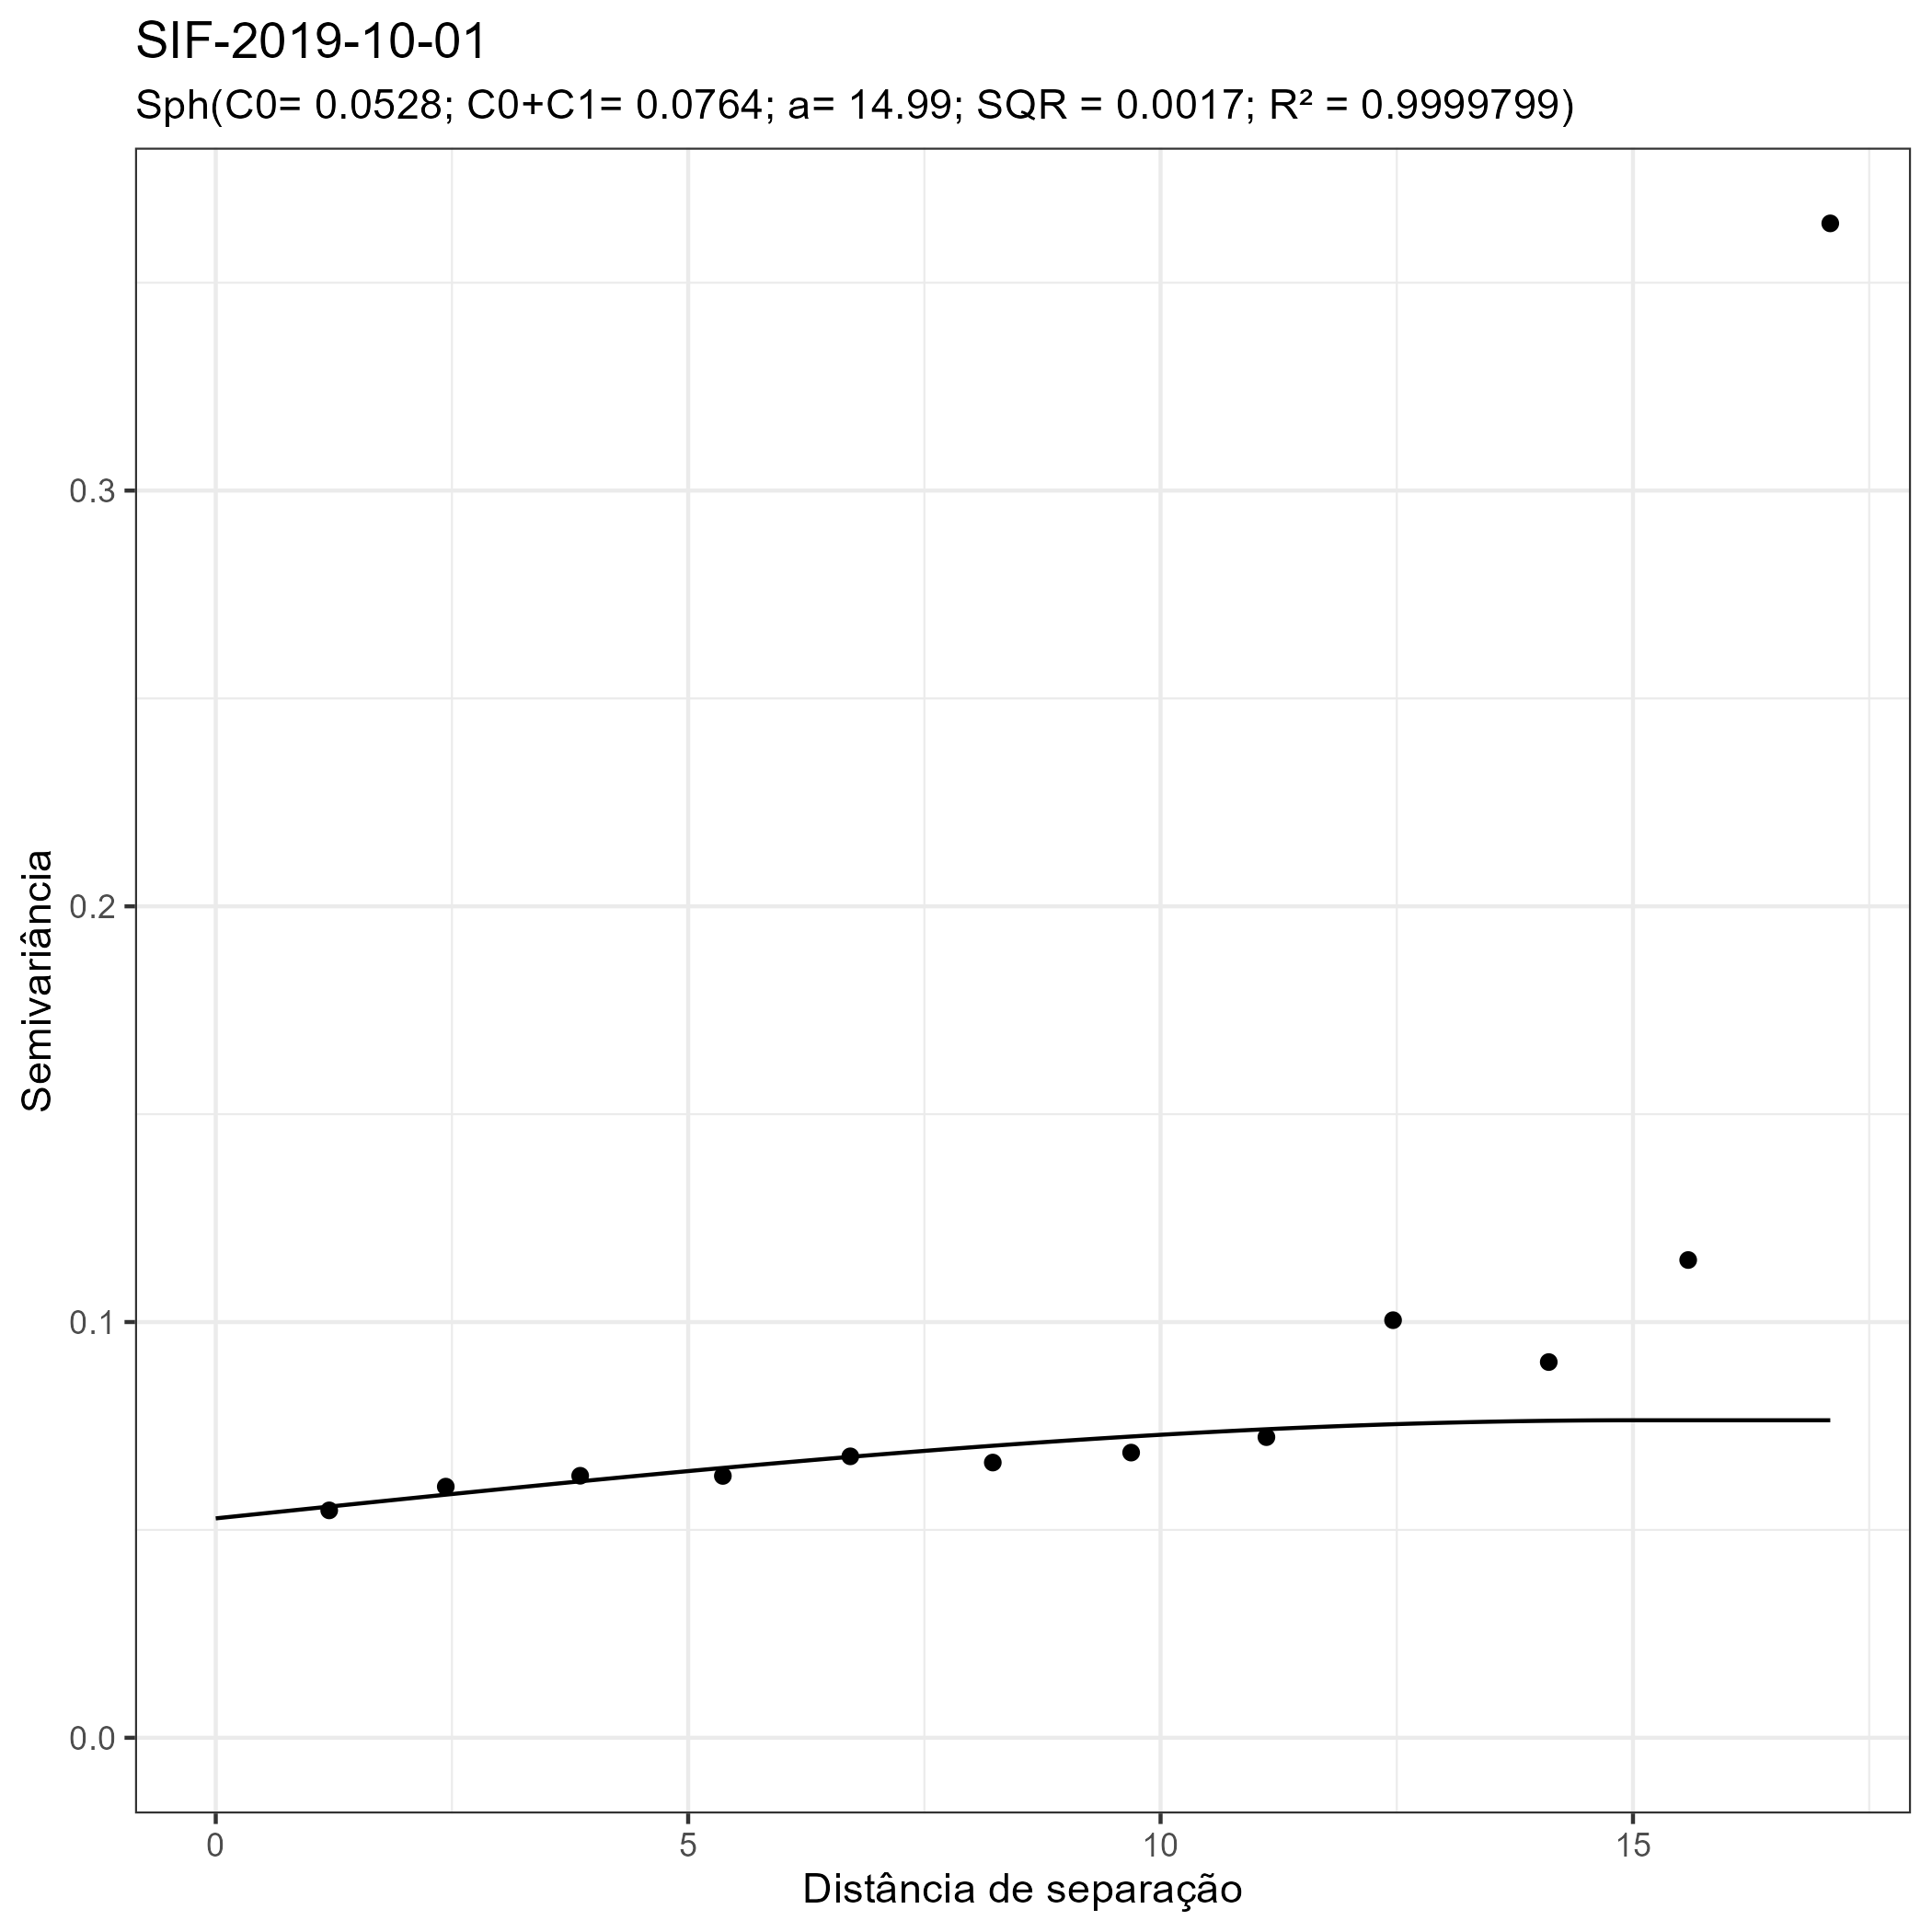 SIF-2019-10-01
Sph(C0= 0.0528; C0+C1= 0.0764; a= 14.99; SQR = 0.0017; R² = 0.9999799)
Semivariância
0.3
0.2
0.1
0.0
0 5 10 15
Distância de separação